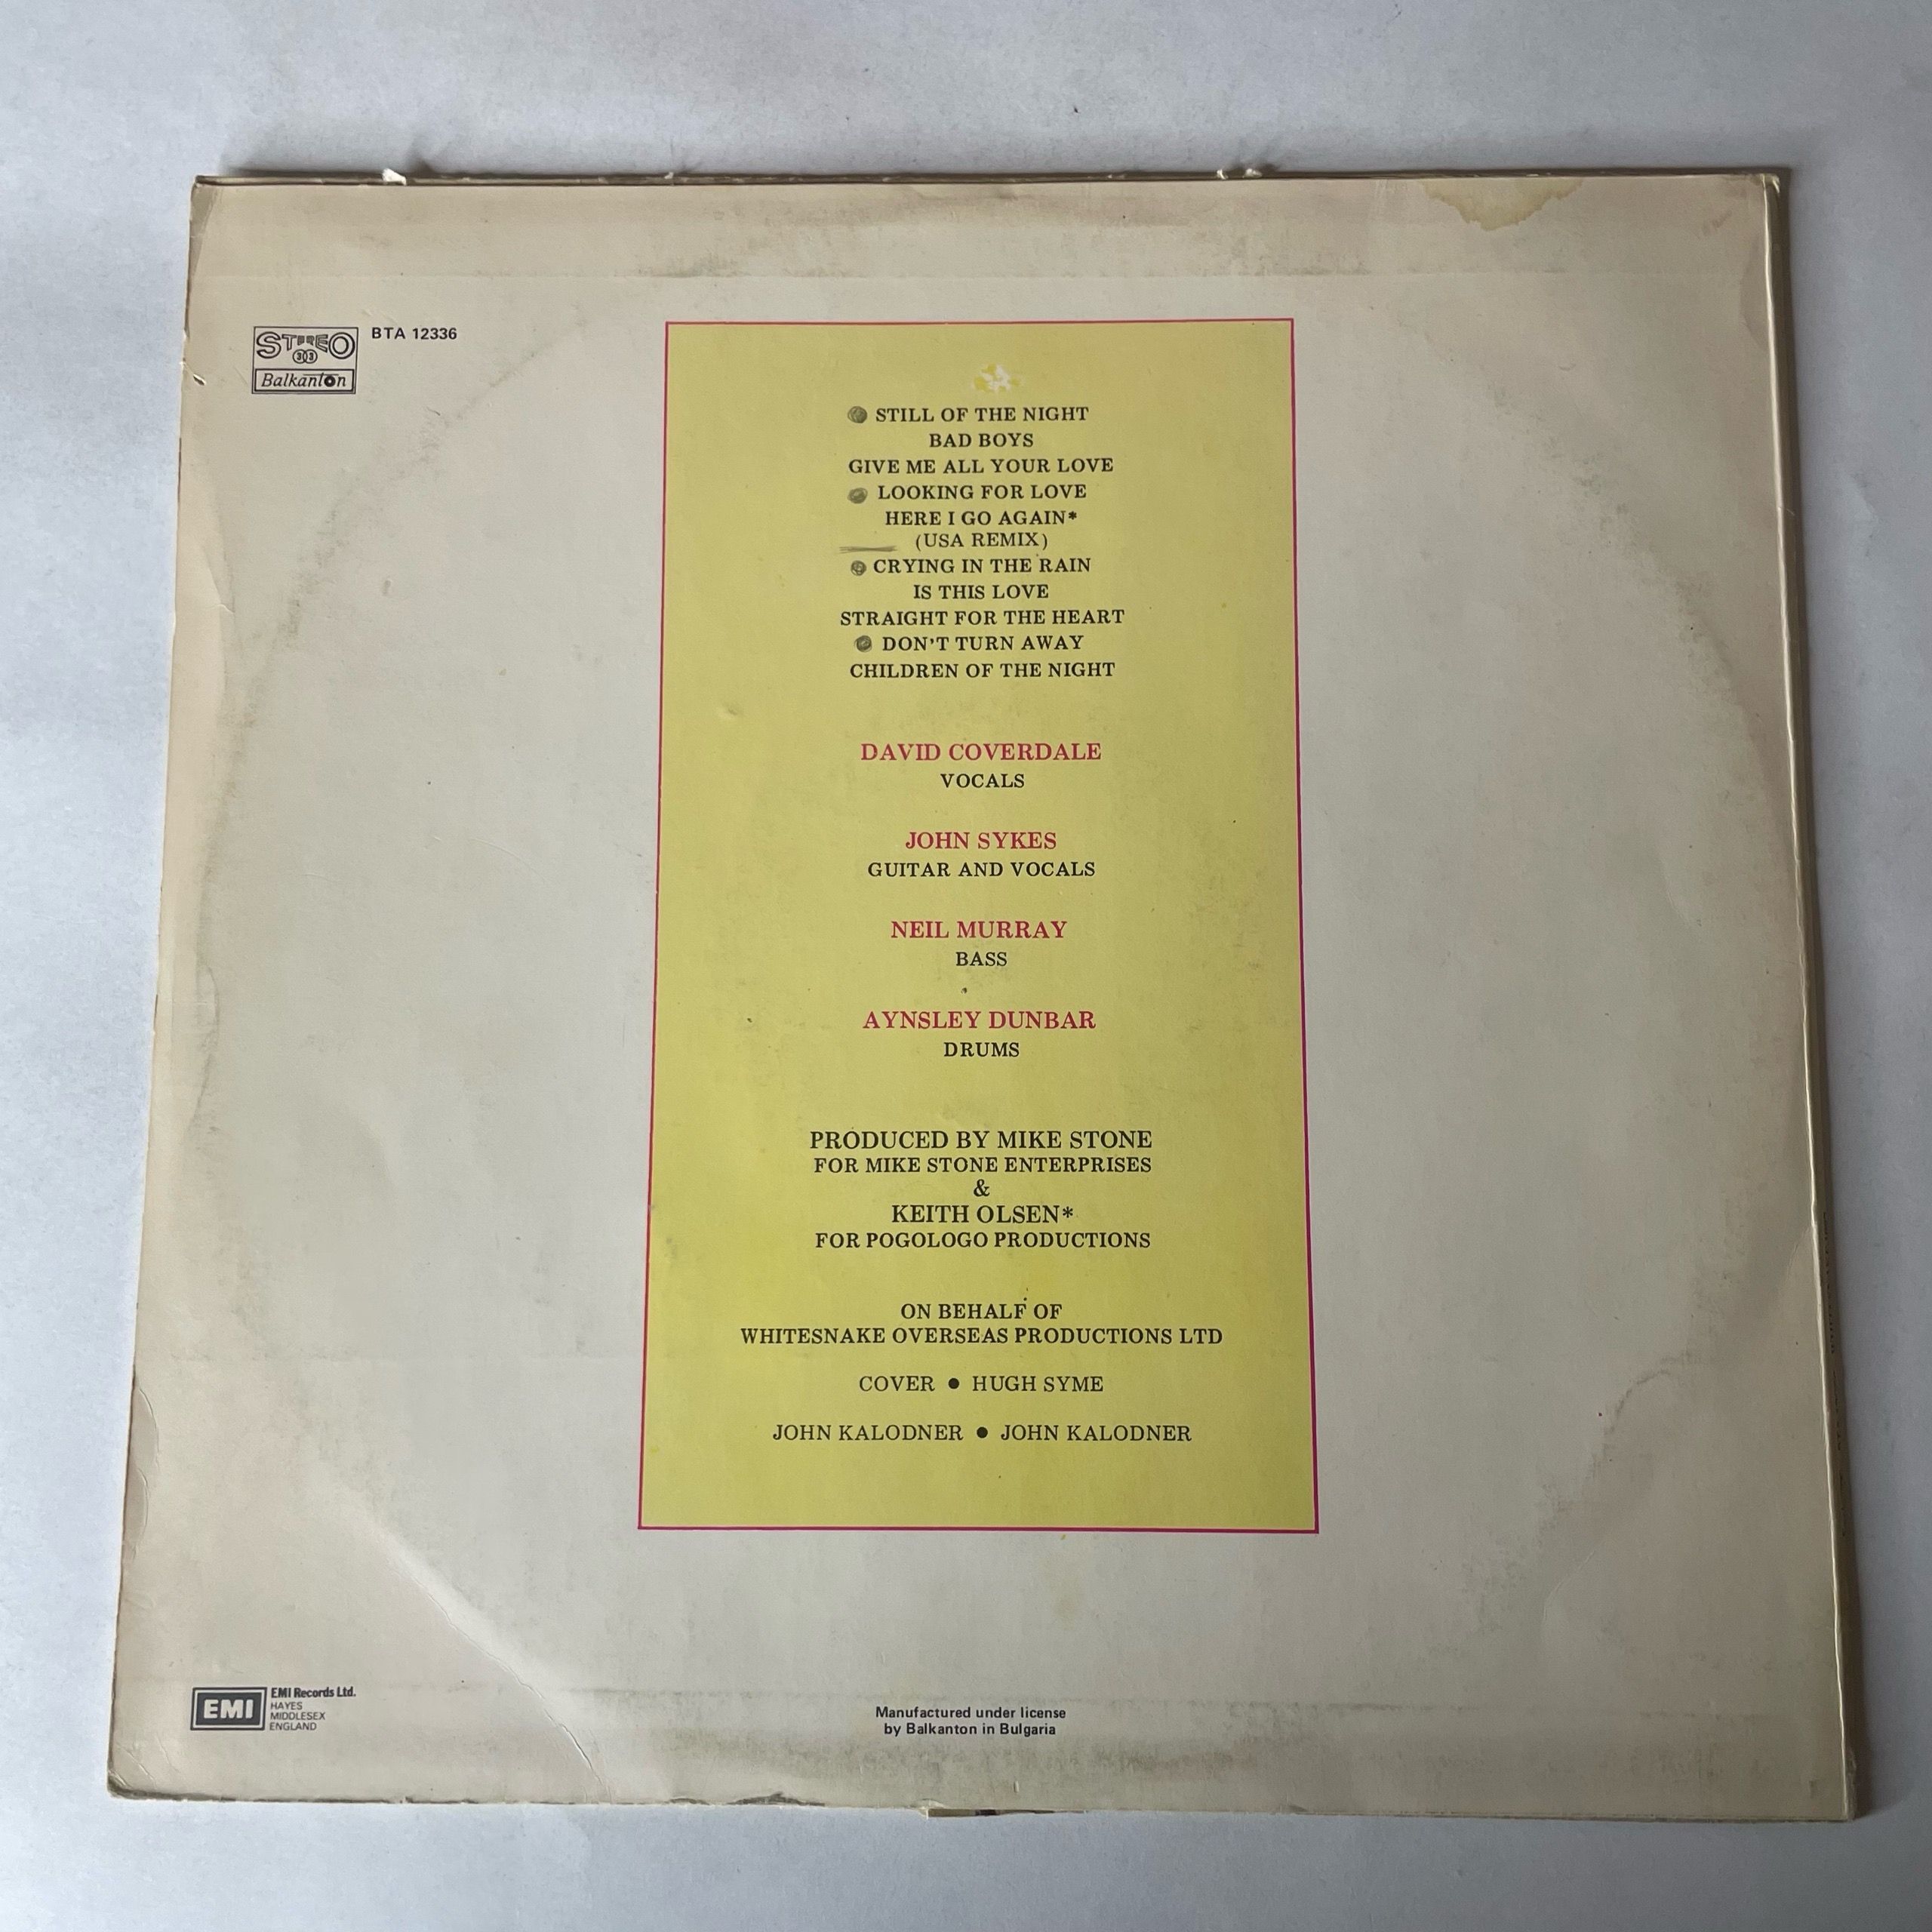 STEREO
33
Balkanton
BTA 12336
STILL OF THE NIGHT
BAD BOYS
GIVE ME ALL YOUR LOVE
LOOKING FOR LOVE
HERE I GO AGAIN*
(USA REMIX)
CRYING IN THE RAIN
IS THIS LOVE
STRAIGHT FOR THE HEART
DON'T TURN AWAY
CHILDREN OF THE NIGHT
DAVID COVERDALE
VOCALS
JOHN SYKES
GUITAR AND VOCALS
NEIL MURRAY
BASS
AYNSLEY DUNBAR
DRUMS
PRODUCED BY MIKE STONE
FOR MIKE STONE ENTERPRISES
&
KEITH OLSEN*
FOR POGOLOGO PRODUCTIONS
ON BEHALF OF
WHITESNAKE OVERSEAS PRODUCTIONS LTD
COVER ● HUGH SYME
JOHN KALODNER ● JOHN KALODNER
EMI
EMI Records Ltd.
HAYES
MIDDLESEX
ENGLAND
Manufactured under license
by Balkanton in Bulgaria